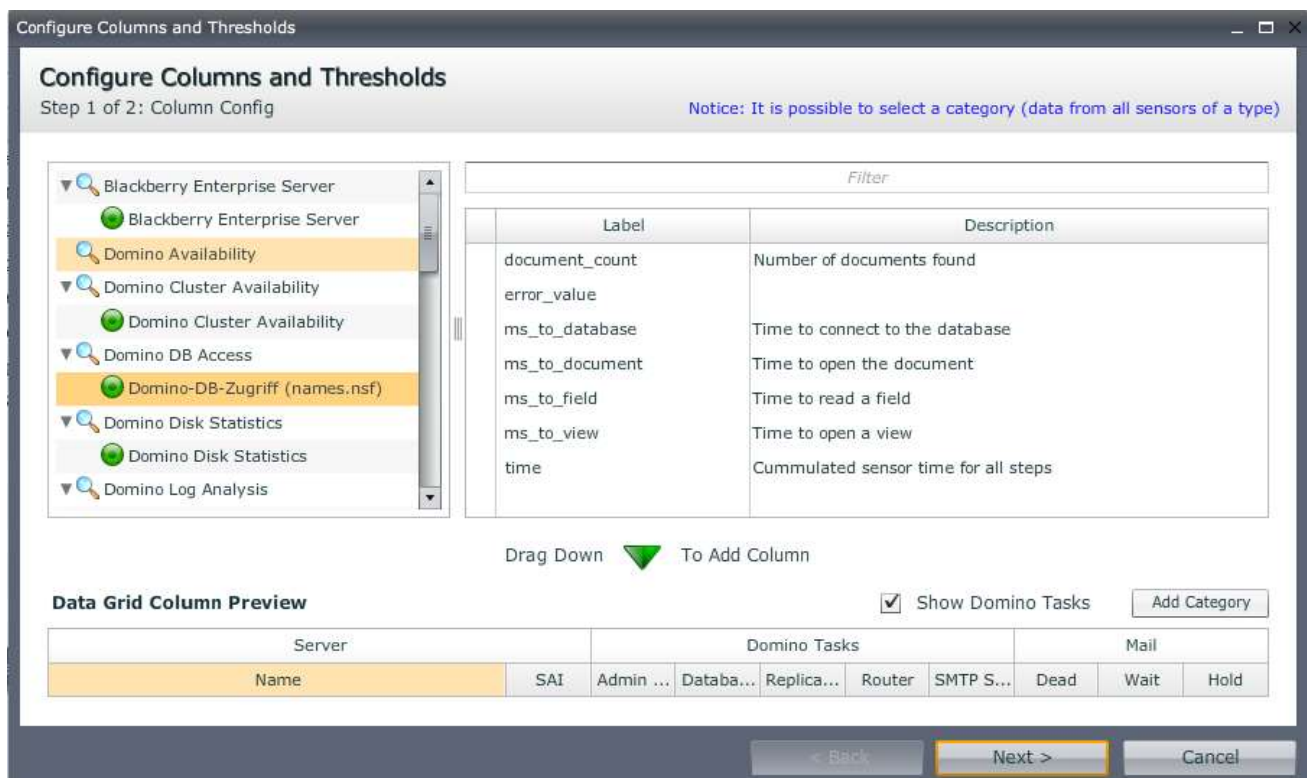 Configure Columns and Thresholds
Configure Columns and Thresholds
Step 1 of 2: Column Config
Notice: It is possible to select a category (data from all sensors of a type)
Blackberry Enterprise Server
Blackberry Enterprise Server
Domino Availability
Domino Cluster Availability
Domino Cluster Availability
Domino DB Access
Domino-DB-Zugriff (names.nsf)
Domino Disk Statistics
Domino Disk Statistics
Domino Log Analysis
Filter
Label Description
document_count Number of documents found
error_value
ms_to_database Time to connect to the database
ms_to_document Time to open the document
ms_to_field Time to read a field
ms_to_view Time to open a view
time Cummulated sensor time for all steps
Drag Down To Add Column
Data Grid Column Preview Show Domino Tasks Add Category
Server Domino Tasks Mail
Name SAI Admin ... Databa... Replica... Router SMTP S... Dead Wait Hold
< Back Next > Cancel